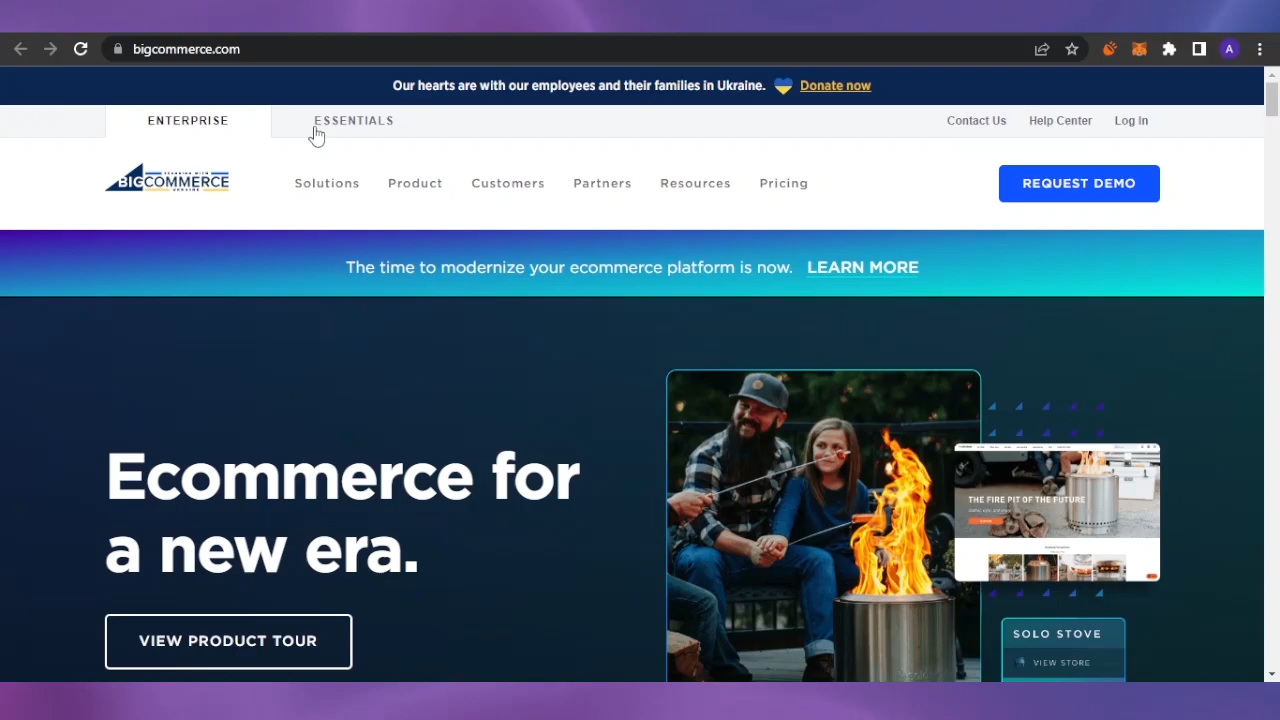 bigcommerce.com
A
Our hearts are with our employees and their families in Ukraine. Donate now
ENTERPRISE
ESSENTIALS
Contact Us
Help Center
Log In
BIGCOMMERCE
Solutions
Product
Customers
Partners
Resources
Pricing
REQUEST DEMO
The time to modernize your ecommerce platform is now. LEARN MORE
Ecommerce for
a new era.
VIEW PRODUCT TOUR
THE FIRE PIT OF THE FUTURE
SOLO STOVE
VIEW STORE